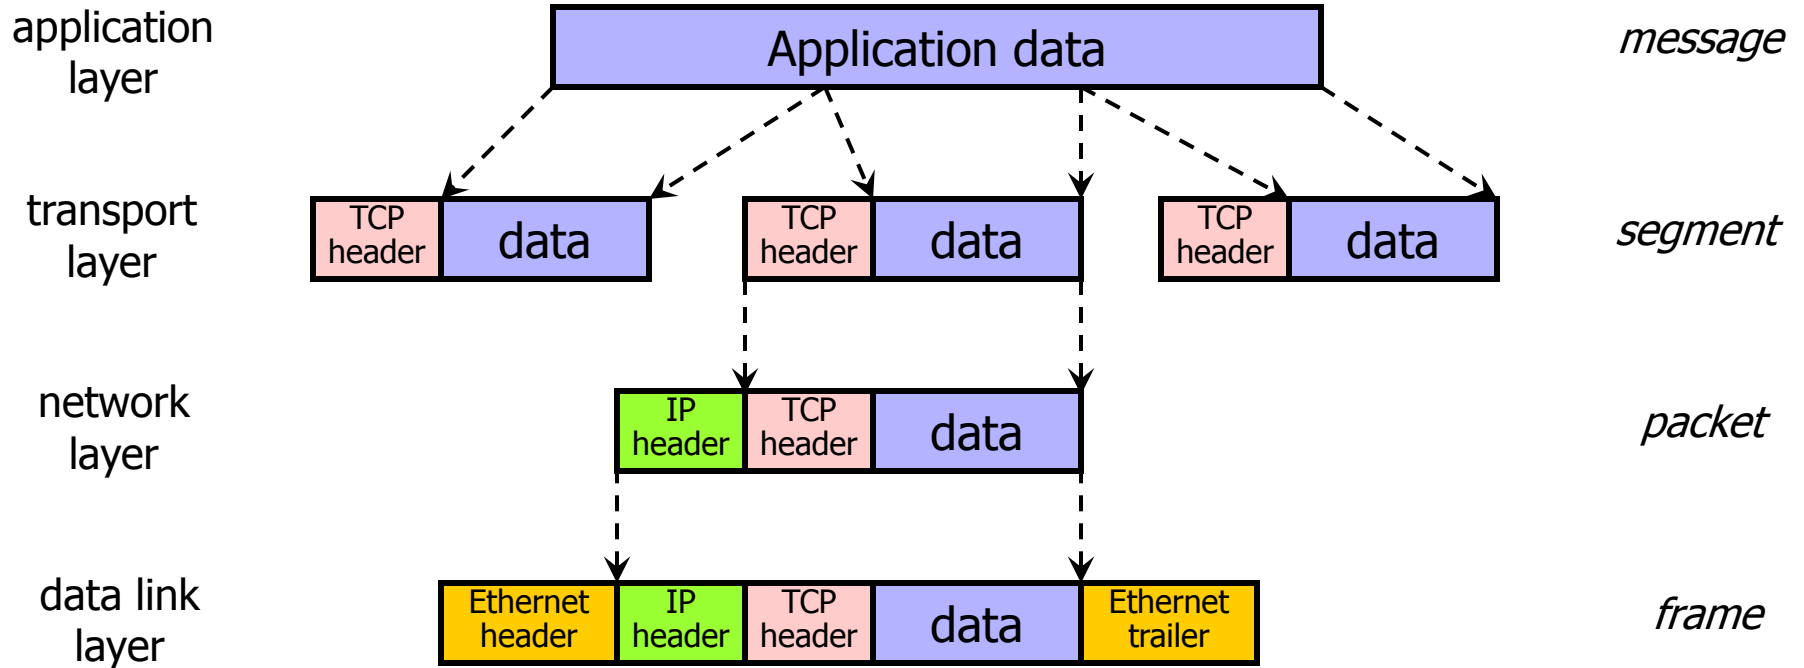 application
layer
Application data
message
transport
layer
TCP
header
data
TCP
header
data
TCP
header
data
segment
network
layer
IP
header
TCP
header
data
packet
data link
layer
Ethernet
header
IP
header
TCP
header
data
Ethernet
trailer
frame